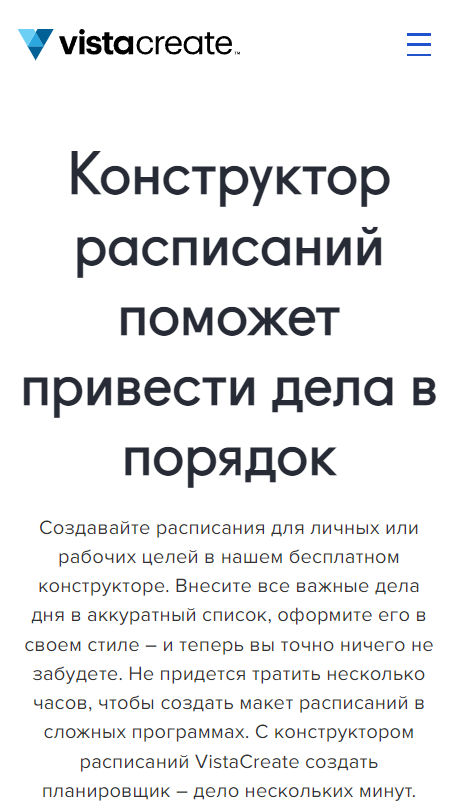 vistacreate™
Конструктор
расписаний
поможет
привести дела в
порядок
Создавайте расписания для личных или
рабочих целей в нашем бесплатном
конструкторе. Внесите все важные дела
дня в аккуратный список, оформите его в
своем стиле – и теперь вы точно ничего не
забудете. Не придется тратить несколько
часов, чтобы создать макет расписаний в
сложных программах. С конструктором
расписаний VistaCreate создать
планировщик – дело нескольких минут.